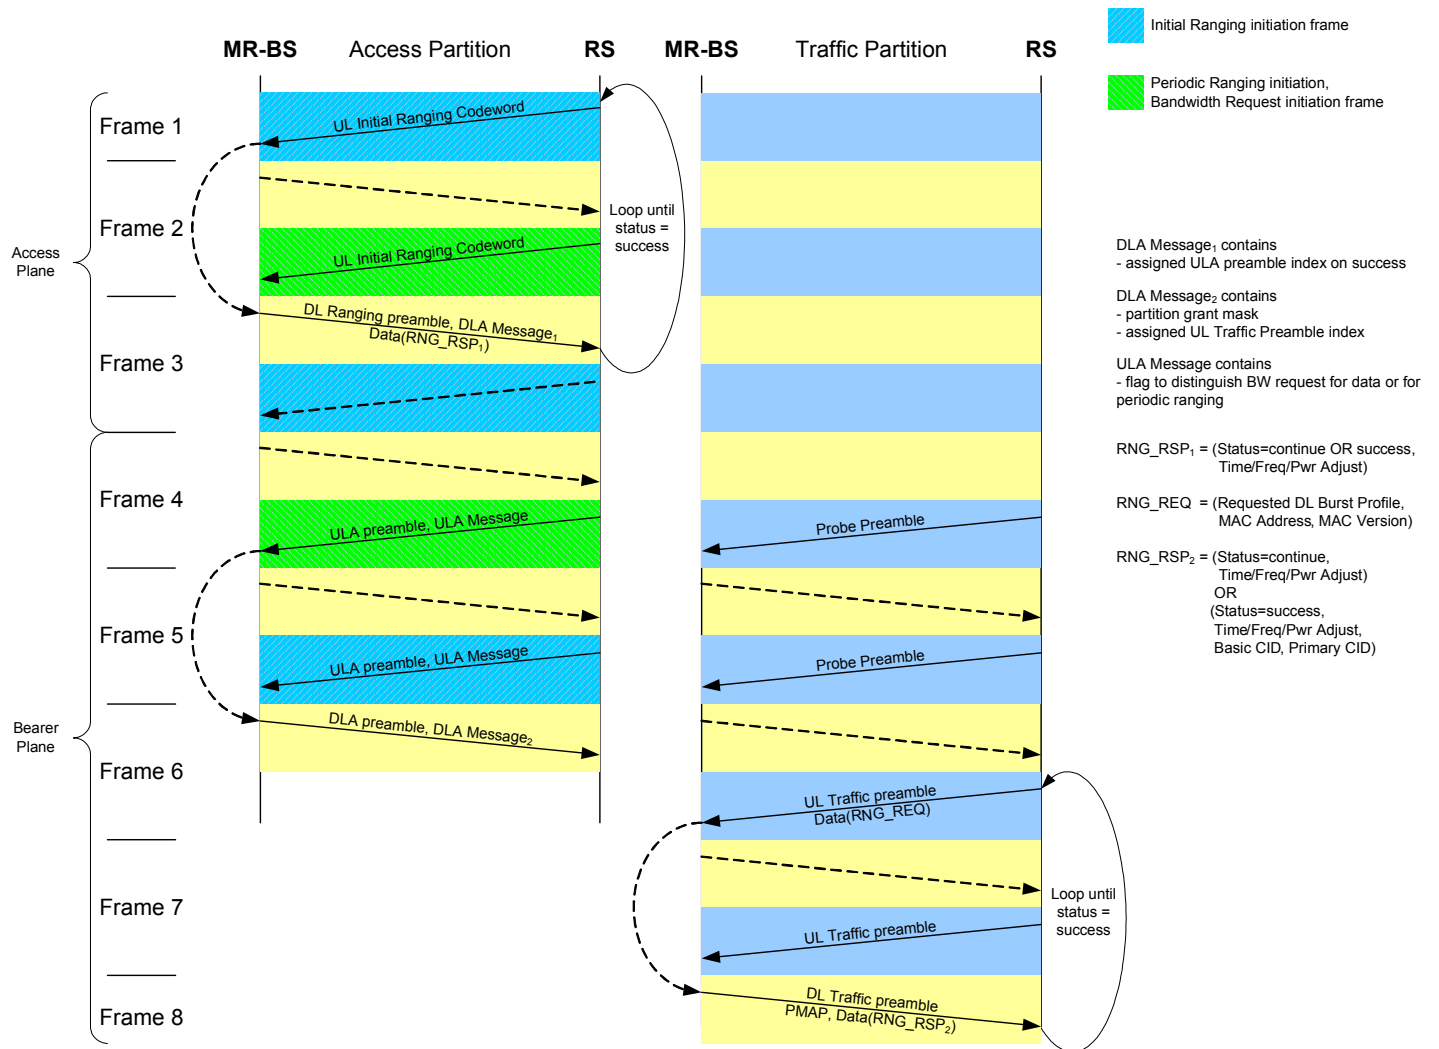 MR-BS Access Partition RS
MR-BS Traffic Partition RS
Initial Ranging initiation frame
Periodic Ranging initiation,
Bandwidth Request initiation frame
Access
Plane
Frame 1
Frame 2
Frame 3
UL Initial Ranging Codeword
UL Initial Ranging Codeword
DL Ranging preamble, DLA Message₁
Data(RNG_RSP₁)
Loop until
status =
success
Bearer
Plane
Frame 4
Frame 5
Frame 6
Frame 7
Frame 8
ULA preamble, ULA Message
ULA preamble, ULA Message
DLA preamble, DLA Message₂
Probe Preamble
Probe Preamble
UL Traffic preamble
Data(RNG_REQ)
UL Traffic preamble
DL Traffic preamble
PMAP, Data(RNG_RSP₂)
Loop until
status =
success
DLA Message₁ contains
- assigned ULA preamble index on success
DLA Message₂ contains
- partition grant mask
- assigned UL Traffic Preamble index
ULA Message contains
- flag to distinguish BW request for data or for
periodic ranging
RNG_RSP₁ = (Status=continue OR success,
Time/Freq/Pwr Adjust)
RNG_REQ = (Requested DL Burst Profile,
MAC Address, MAC Version)
RNG_RSP₂ = (Status=continue,
Time/Freq/Pwr Adjust)
OR
(Status=success,
Time/Freq/Pwr Adjust,
Basic CID, Primary CID)